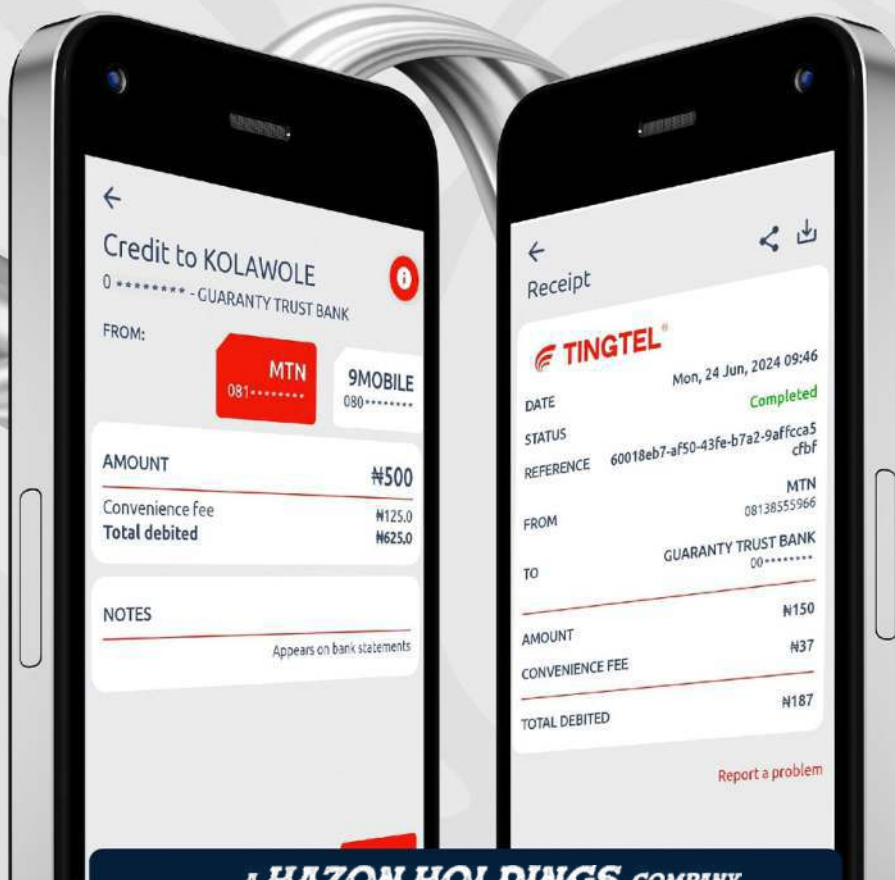 Credit to KOLAWOLE
0 ******** - GUARANTY TRUST BANK
FROM:
MTN
081********
9MOBILE
080********
AMOUNT
₦500
Convenience fee
₦125.0
Total debited
₦625.0
NOTES
Appears on bank statements
Receipt
TINGTEL®
DATE
Mon, 24 Jun, 2024 09:46
STATUS
Completed
REFERENCE
60018eb7-af50-43fe-b7a2-9affcca5
cfbf
FROM
MTN
08138555966
TO
GUARANTY TRUST BANK
00********
AMOUNT
₦150
CONVENIENCE FEE
₦37
TOTAL DEBITED
₦187
Report a problem
A HAZON HOLDINGS COMPANY